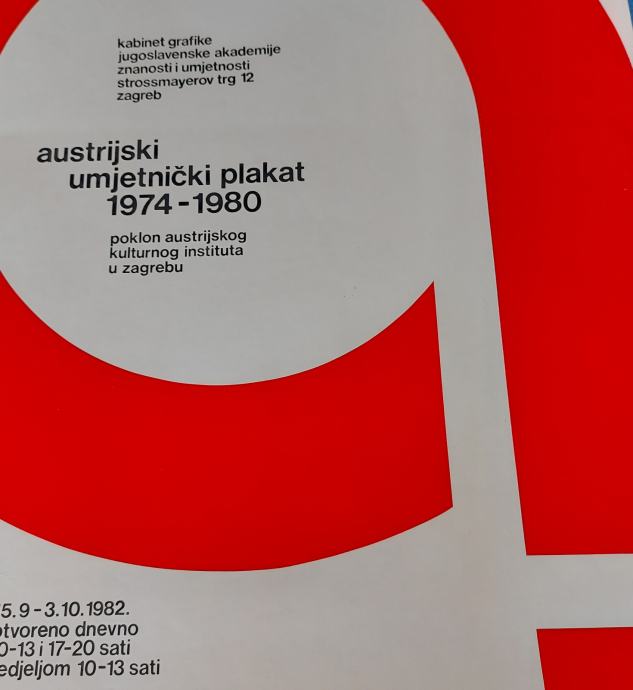 kabinet grafike
jugoslavenske akademije
znanosti i umjetnosti
strossmayerov trg 12
zagreb
austrijski
umjetnički plakat
1974-1980
poklon austrijskog
kulturnog instituta
u zagrebu
5.9-3.10.1982.
otvoreno dnevno
0-13 i 17-20 sati
edjeljom 10-13 sati